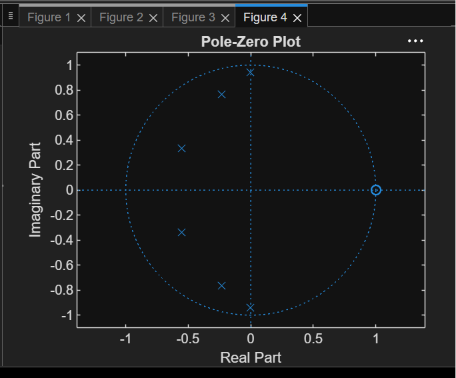 Figure 1 × Figure 2 × Figure 3 × Figure 4 ×
Pole-Zero Plot
1
0.8
0.6
0.4
0.2
0
-0.2
-0.4
-0.6
-0.8
-1
Imaginary Part
-1 -0.5 0 0.5 1
Real Part